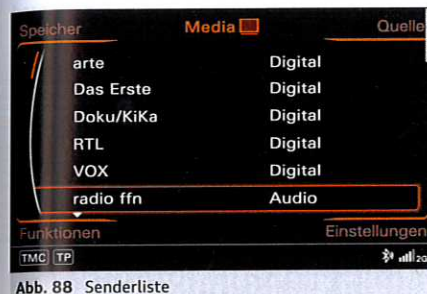 Speicher Media Quelle
arte Digital
Das Erste Digital
Doku/KiKa Digital
RTL Digital
VOX Digital
radio ffn Audio
Funktionen Einstellungen
TMC TP 2G
Abb. 88 Senderliste